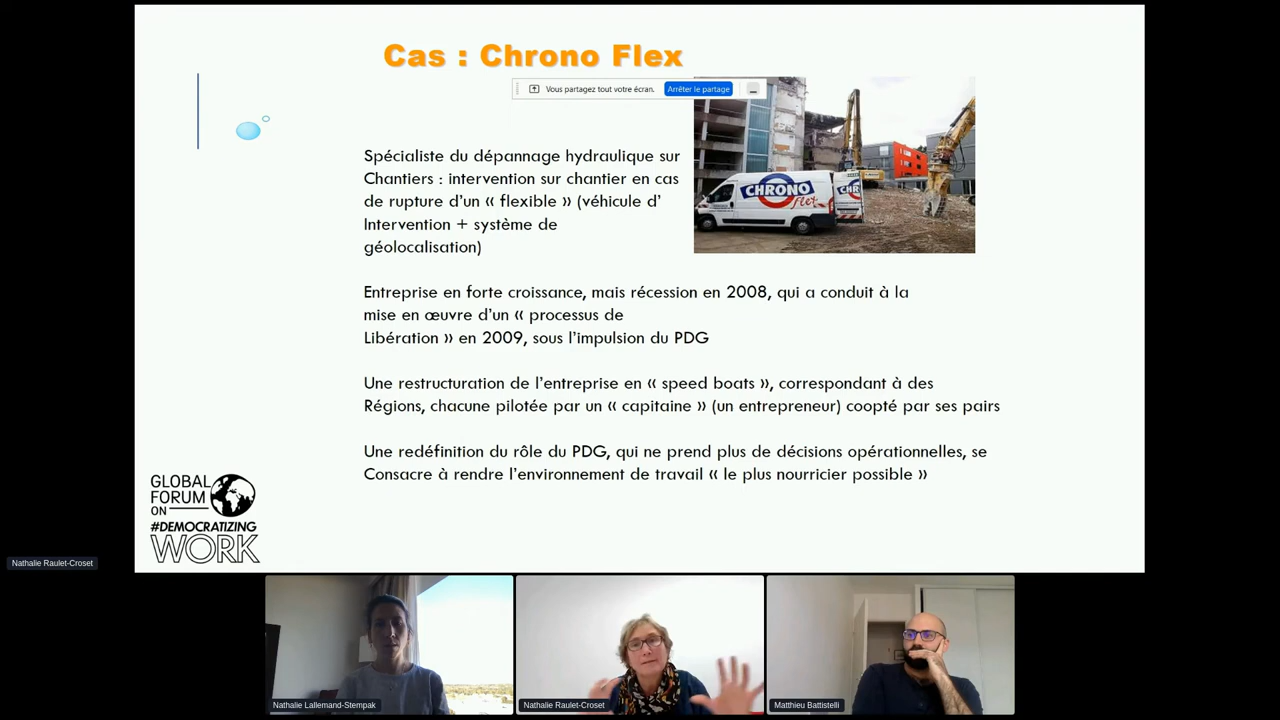 Cas : Chrono Flex
Vous partagez tout votre écran.
Arrêter le partage
Spécialiste du dépannage hydraulique sur
Chantiers : intervention sur chantier en cas
de rupture d’un « flexible » (véhicule d’
Intervention + système de
géolocalisation)
CHRONO
flex
CHR
Entreprise en forte croissance, mais récession en 2008, qui a conduit à la
mise en œuvre d’un « processus de
Libération » en 2009, sous l’impulsion du PDG
Une restructuration de l’entreprise en « speed boats », correspondant à des
Régions, chacune pilotée par un « capitaine » (un entrepreneur) coopté par ses pairs
Une redéfinition du rôle du PDG, qui ne prend plus de décisions opérationnelles, se
Consacre à rendre l’environnement de travail « le plus nourricier possible »
GLOBAL
FORUM
ON
#DEMOCRATIZING
WORK
Nathalie Raulet-Croset
Nathalie Lallemand-Stempak
Nathalie Raulet-Croset
Matthieu Battistelli